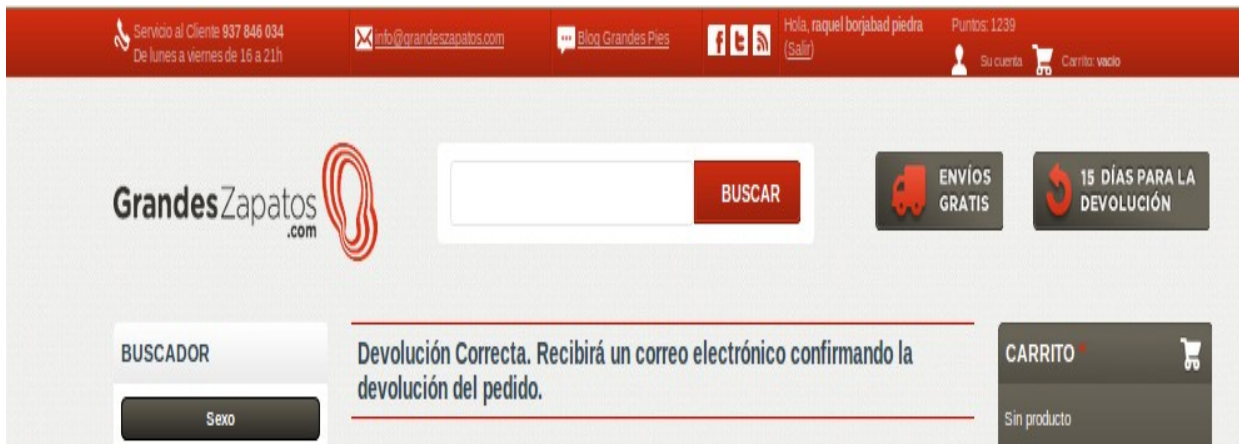 Servicio al Cliente 937 846 034
De lunes a viernes de 16 a 21h
info@grandeszapatos.com
Blog Grandes Pies
Hola, raquel borjabad piedra
(Salir)
Puntos: 1239
Su cuenta
Carrito: vacío
GrandesZapatos
.com
BUSCAR
ENVÍOS
GRATIS
15 DÍAS PARA LA
DEVOLUCIÓN
BUSCADOR
Sexo
Devolución Correcta. Recibirá un correo electrónico confirmando la
devolución del pedido.
CARRITO *
Sin producto